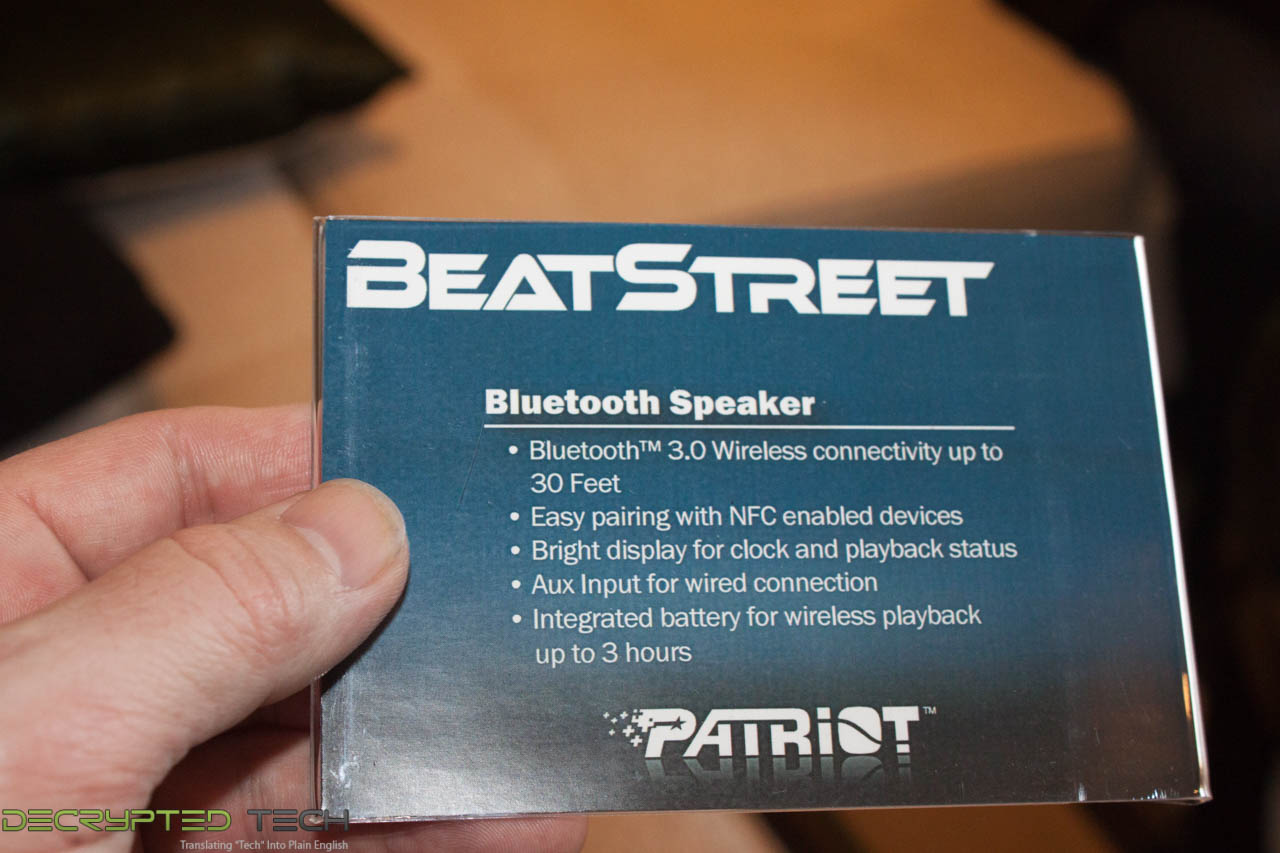 BEATSTREET
Bluetooth Speaker
• Bluetooth™ 3.0 Wireless connectivity up to
30 Feet
• Easy pairing with NFC enabled devices
• Bright display for clock and playback status
• Aux Input for wired connection
• Integrated battery for wireless playback
up to 3 hours
PATRiOT™
DECRYPTED TECH
Translating "Tech" Into Plain English